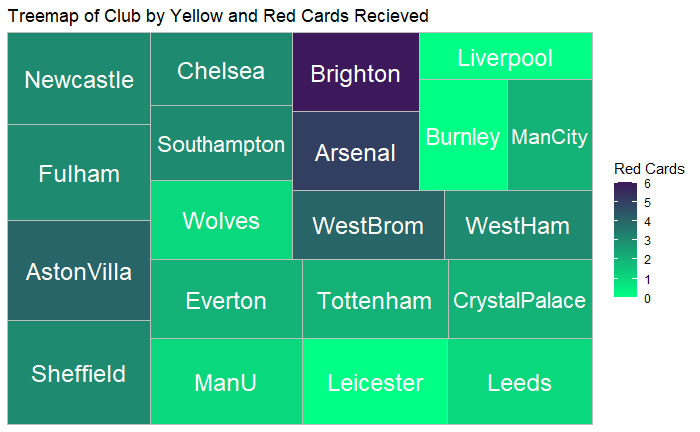 Treemap of Club by Yellow and Red Cards Recieved
Newcastle
Fulham
AstonVilla
Sheffield
Chelsea
Southampton
Wolves
Everton
ManU
Brighton
Arsenal
WestBrom
Tottenham
Leicester
Liverpool
Burnley
ManCity
WestHam
CrystalPalace
Leeds
Red Cards
6
5
4
3
2
1
0